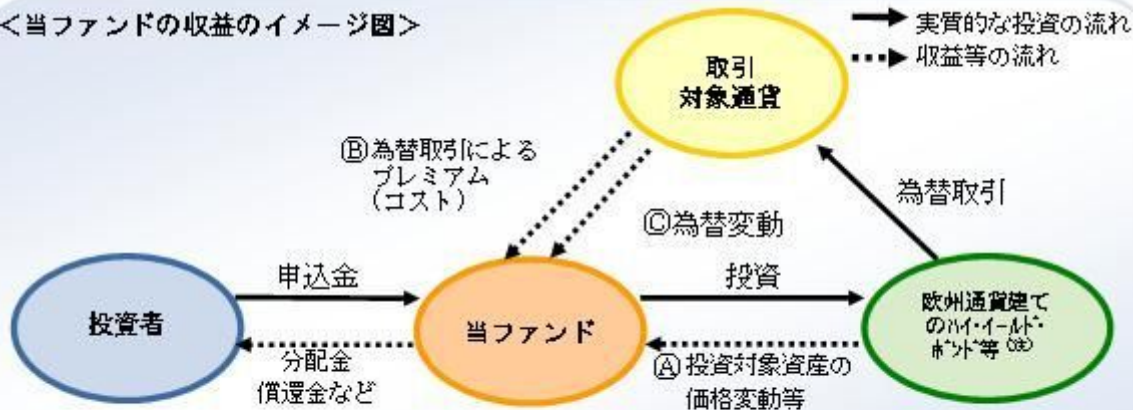 <当ファンドの収益のイメージ図>
実質的な投資の流れ
収益等の流れ
取引
対象通貨
Ⓑ為替取引による
プレミアム
(コスト)
為替取引
Ⓒ為替変動
申込金
投資
投資者
当ファンド
欧州通貨建て
のハイ・イールド・
ボンド等(注)
分配金
償還金など
Ⓐ投資対象資産の
価格変動等